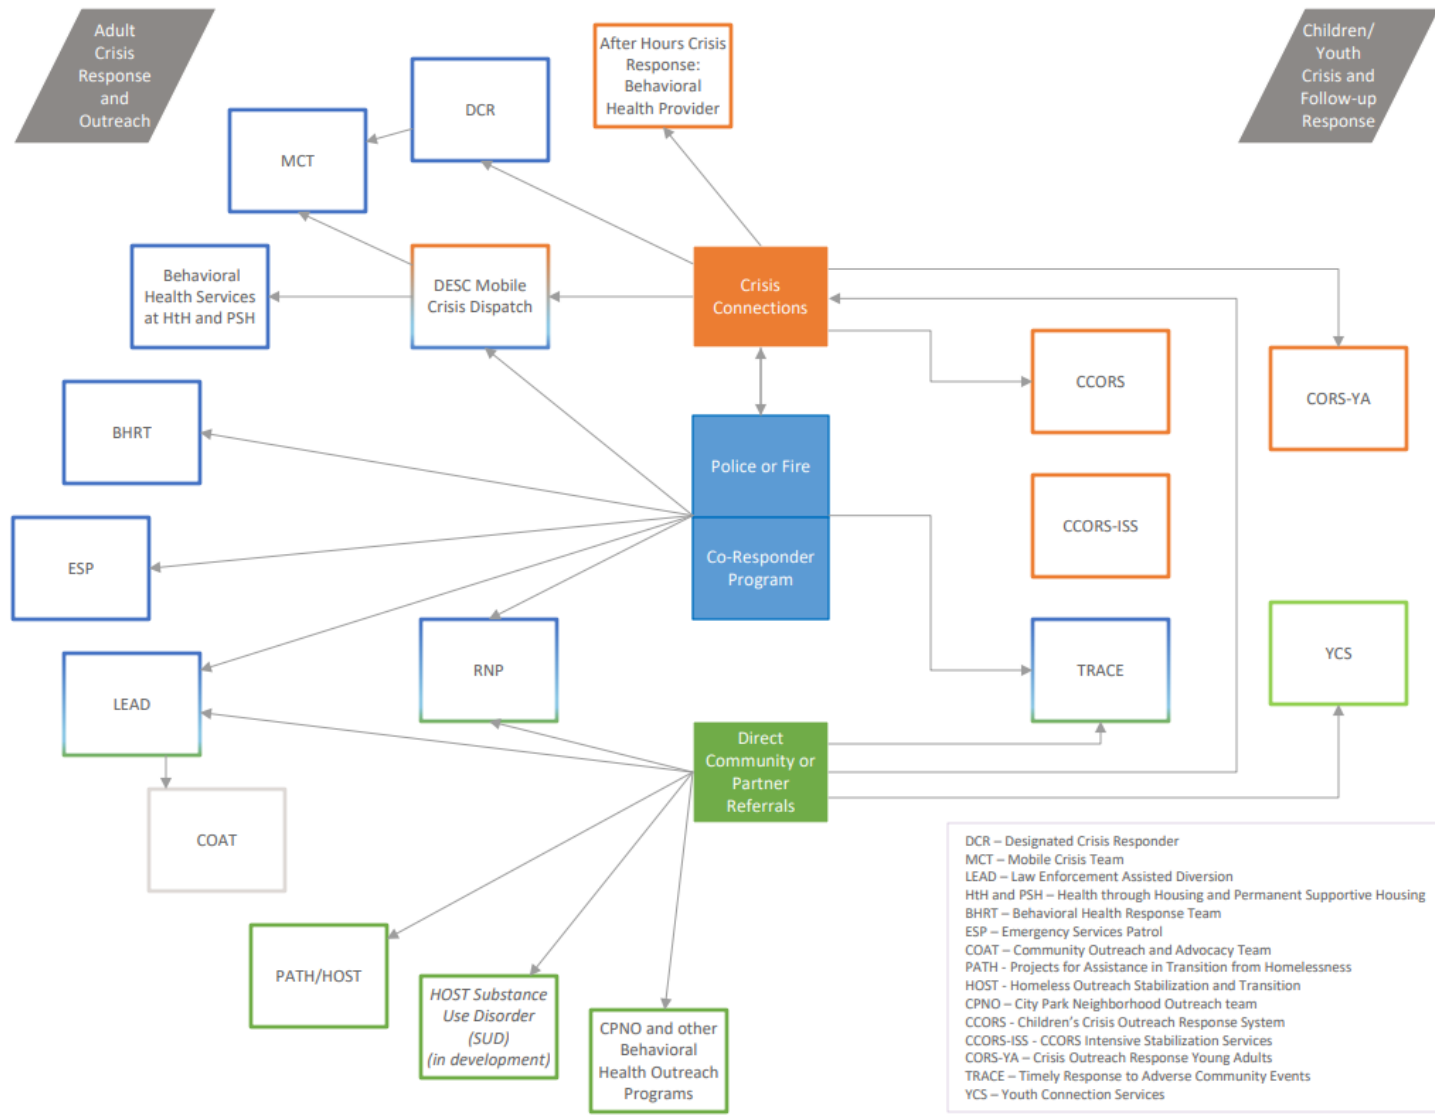 Adult
Crisis
Response
and
Outreach
After Hours Crisis
Response:
Behavioral
Health Provider
Children/
Youth
Crisis and
Follow-up
Response
DCR
MCT
Behavioral
Health Services
at HtH and PSH
DESC Mobile
Crisis Dispatch
Crisis
Connections
CCORS
CORS-YA
BHRT
Police or Fire
CCORS-ISS
ESP
Co-Responder
Program
LEAD
RNP
TRACE
YCS
Direct
Community or
Partner
Referrals
COAT
PATH/HOST
HOST Substance
Use Disorder
(SUD)
(in development)
CPNO and other
Behavioral
Health Outreach
Programs
DCR – Designated Crisis Responder
MCT – Mobile Crisis Team
LEAD – Law Enforcement Assisted Diversion
HtH and PSH – Health through Housing and Permanent Supportive Housing
BHRT – Behavioral Health Response Team
ESP – Emergency Services Patrol
COAT – Community Outreach and Advocacy Team
PATH - Projects for Assistance in Transition from Homelessness
HOST - Homeless Outreach Stabilization and Transition
CPNO – City Park Neighborhood Outreach team
CCORS - Children's Crisis Outreach Response System
CCORS-ISS - CCORS Intensive Stabilization Services
CORS-YA – Crisis Outreach Response Young Adults
TRACE – Timely Response to Adverse Community Events
YCS – Youth Connection Services